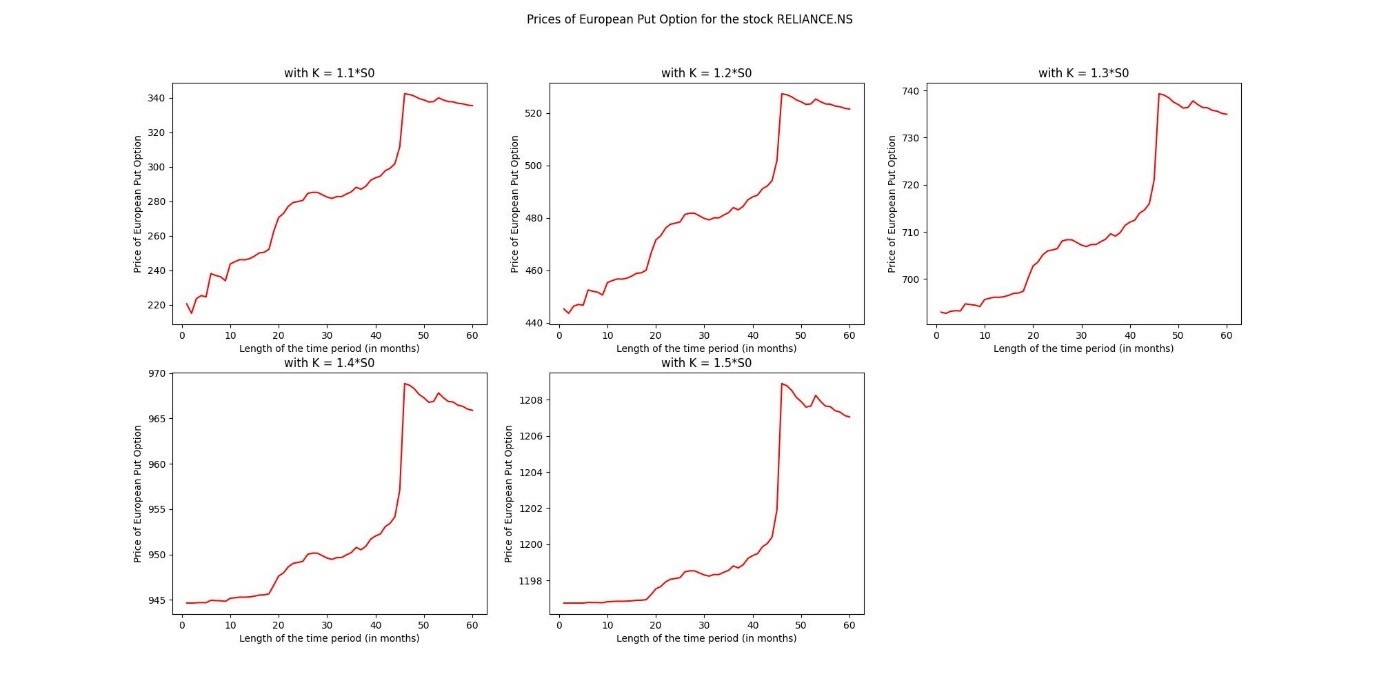 Prices of European Put Option for the stock RELIANCE.NS
with K = 1.1*S0
340
320
300
280
260
240
220
Price of European Put Option
0 10 20 30 40 50 60
Length of the time period (in months)
with K = 1.2*S0
520
500
480
460
440
Price of European Put Option
0 10 20 30 40 50 60
Length of the time period (in months)
with K = 1.3*S0
740
730
720
710
700
Price of European Put Option
0 10 20 30 40 50 60
Length of the time period (in months)
with K = 1.4*S0
970
965
960
955
950
945
Price of European Put Option
0 10 20 30 40 50 60
Length of the time period (in months)
with K = 1.5*S0
1208
1206
1204
1202
1200
1198
Price of European Put Option
0 10 20 30 40 50 60
Length of the time period (in months)